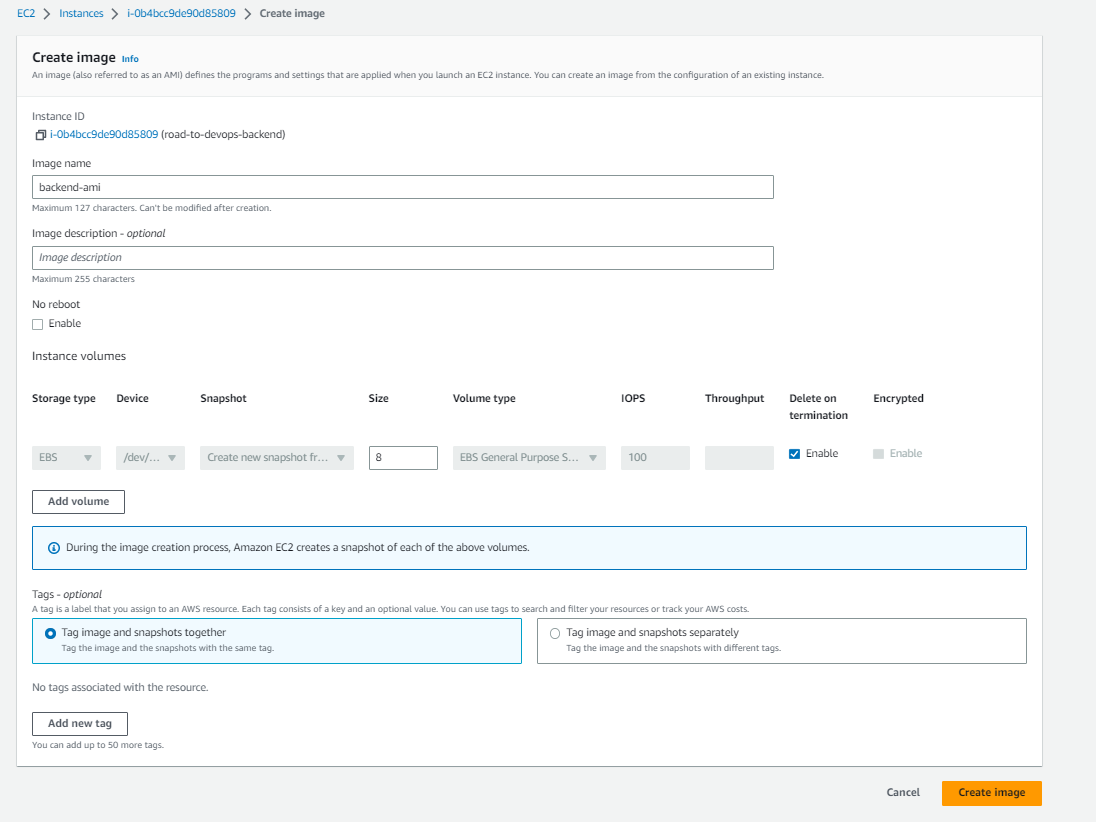 EC2 > Instances > i-0b4bcc9de90d85809 > Create image
Create image Info
An image (also referred to as an AMI) defines the programs and settings that are applied when you launch an EC2 instance. You can create an image from the configuration of an existing instance.
Instance ID
i-0b4bcc9de90d85809 (road-to-devops-backend)
Image name
backend-ami
Maximum 127 characters. Can't be modified after creation.
Image description - optional
Image description
Maximum 255 characters
No reboot
Enable
Instance volumes
Storage type Device Snapshot Size Volume type IOPS Throughput Delete on termination Encrypted
EBS /dev/... Create new snapshot fr... 8 EBS General Purpose S... 100 Enable Enable
Add volume
During the image creation process, Amazon EC2 creates a snapshot of each of the above volumes.
Tags - optional
A tag is a label that you assign to an AWS resource. Each tag consists of a key and an optional value. You can use tags to search and filter your resources or track your AWS costs.
Tag image and snapshots together
Tag the image and the snapshots with the same tag.
Tag image and snapshots separately
Tag the image and the snapshots with different tags.
No tags associated with the resource.
Add new tag
You can add up to 50 more tags.
Cancel Create image